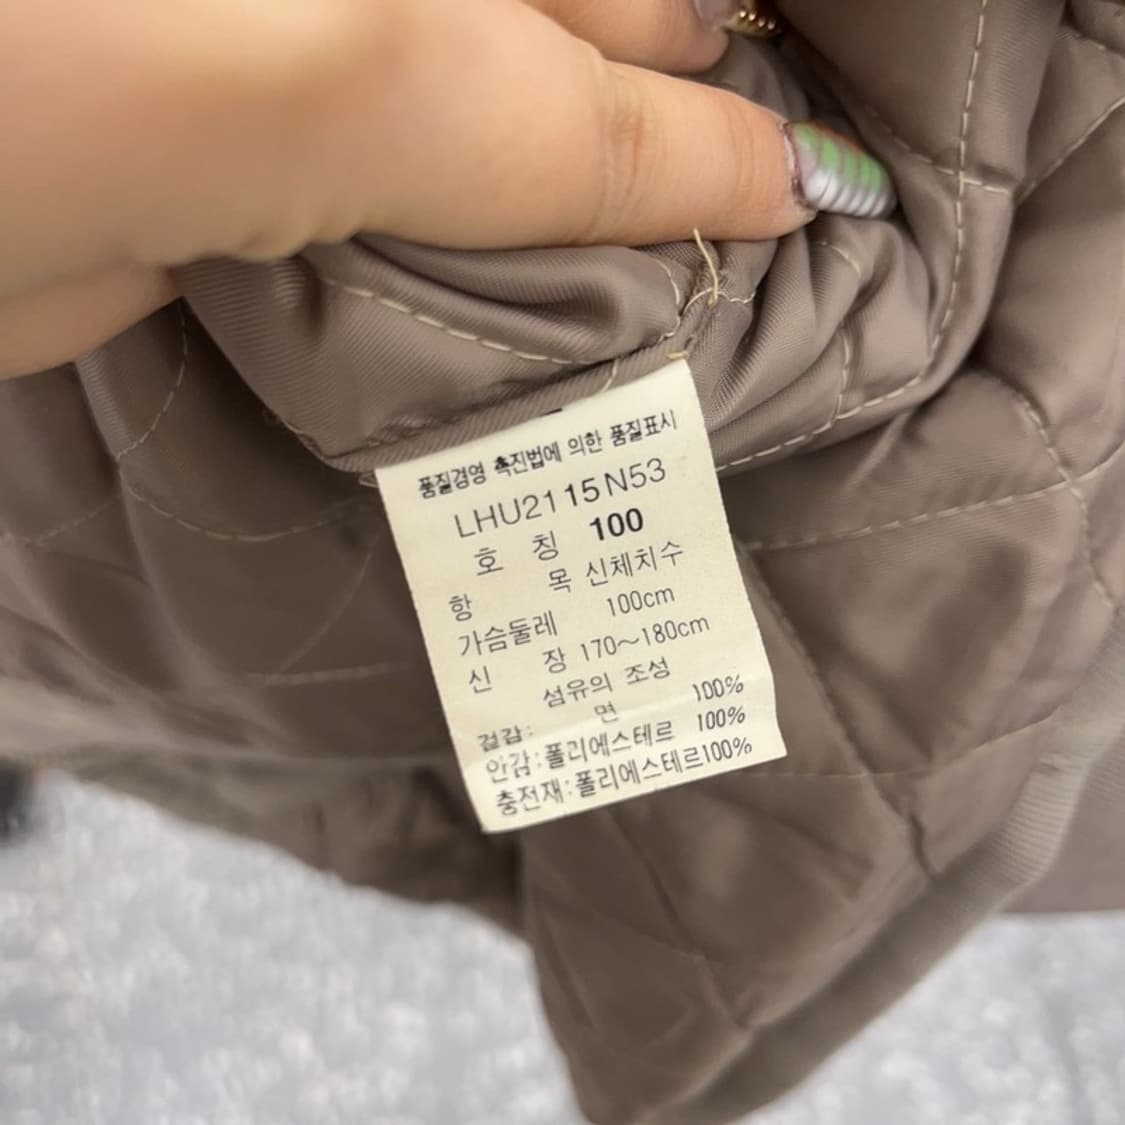 품질경영 촉진법에 의한 품질표시
LHU2115N53
호 칭 100
항 목 신체치수
가슴둘레 100cm
신 장 170～180cm
섬유의 조성
겉감: 면 100%
안감:폴리에스테르 100%
충전재:폴리에스테르100%